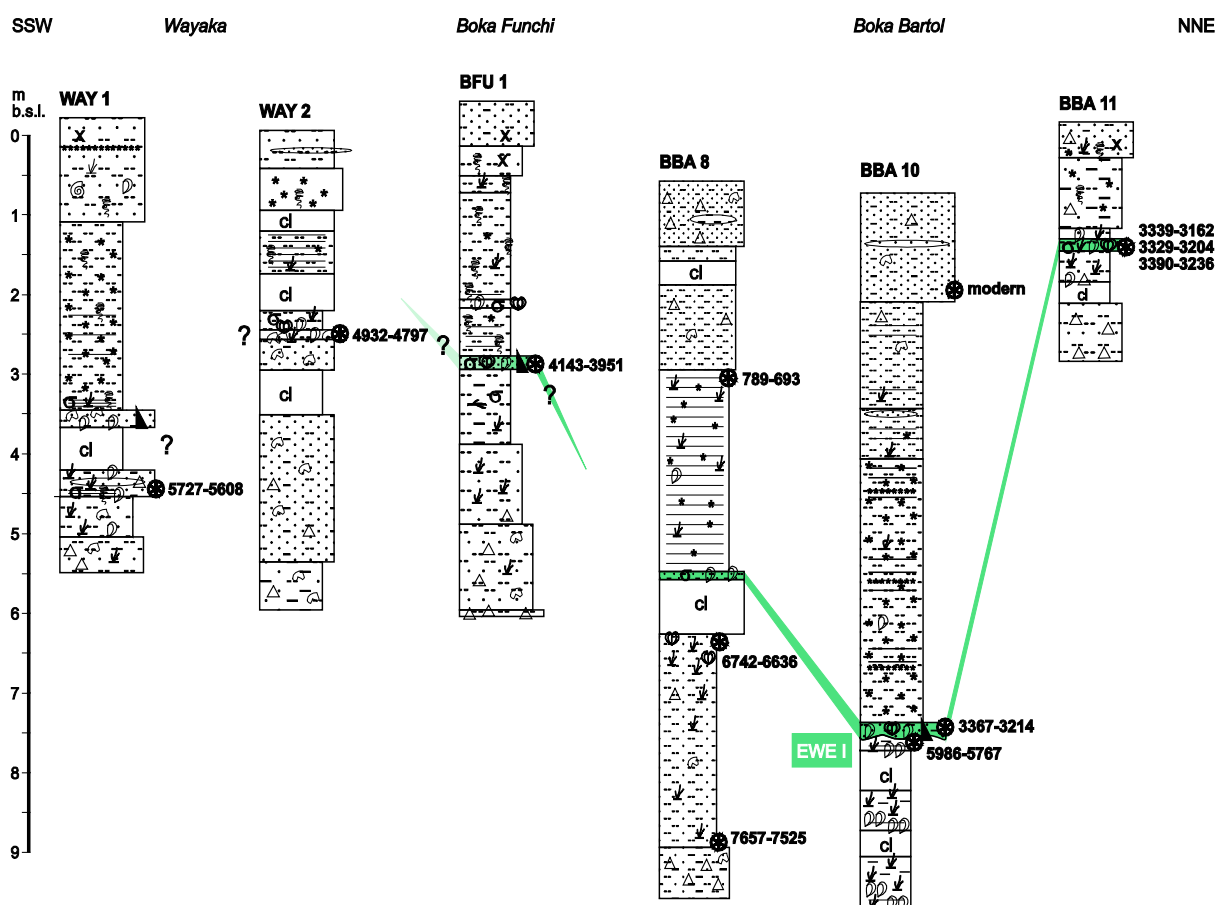 SSW Wayaka Boka Funchi Boka Bartol NNE
m
b.s.l.
WAY 1
WAY 2
BFU 1
BBA 8
BBA 10
BBA 11
0
1
2
3
4
5
6
7
8
9
x
cl
?
5727-5608
cl
cl
?
4932-4797
cl
x
x
?
4143-3951
?
cl
789-693
cl
6742-6636
7657-7525
modern
EWE I
3367-3214
5986-5767
cl
cl
x
3339-3162
3329-3204
3390-3236
cl